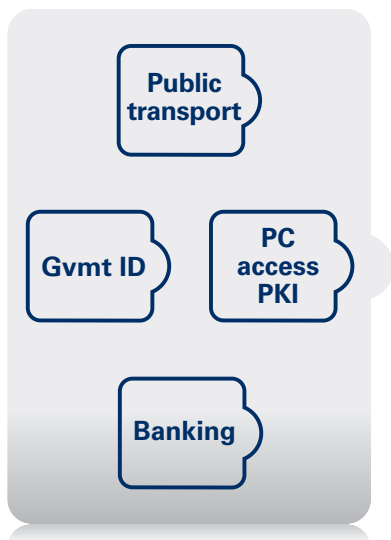 Public
transport
Gvmt ID
PC
access
PKI
Banking